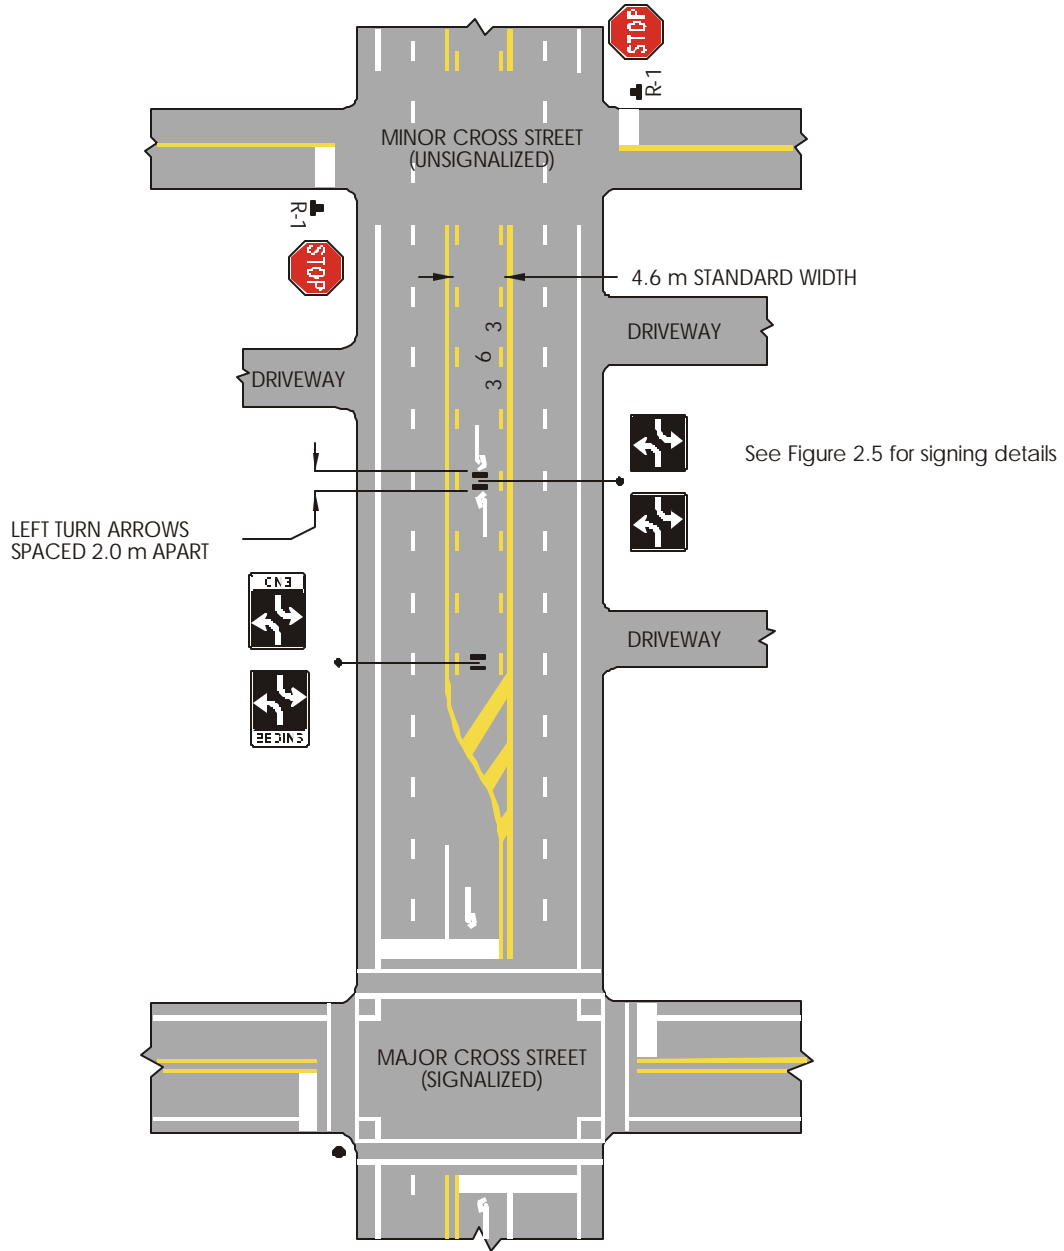 STOP
R-1
MINOR CROSS STREET
(UNSIGNALIZED)
R-1
STOP
4.6 m STANDARD WIDTH
3
6
3
DRIVEWAY
DRIVEWAY
See Figure 2.5 for signing details
LEFT TURN ARROWS
SPACED 2.0 m APART
DRIVEWAY
MAJOR CROSS STREET
(SIGNALIZED)